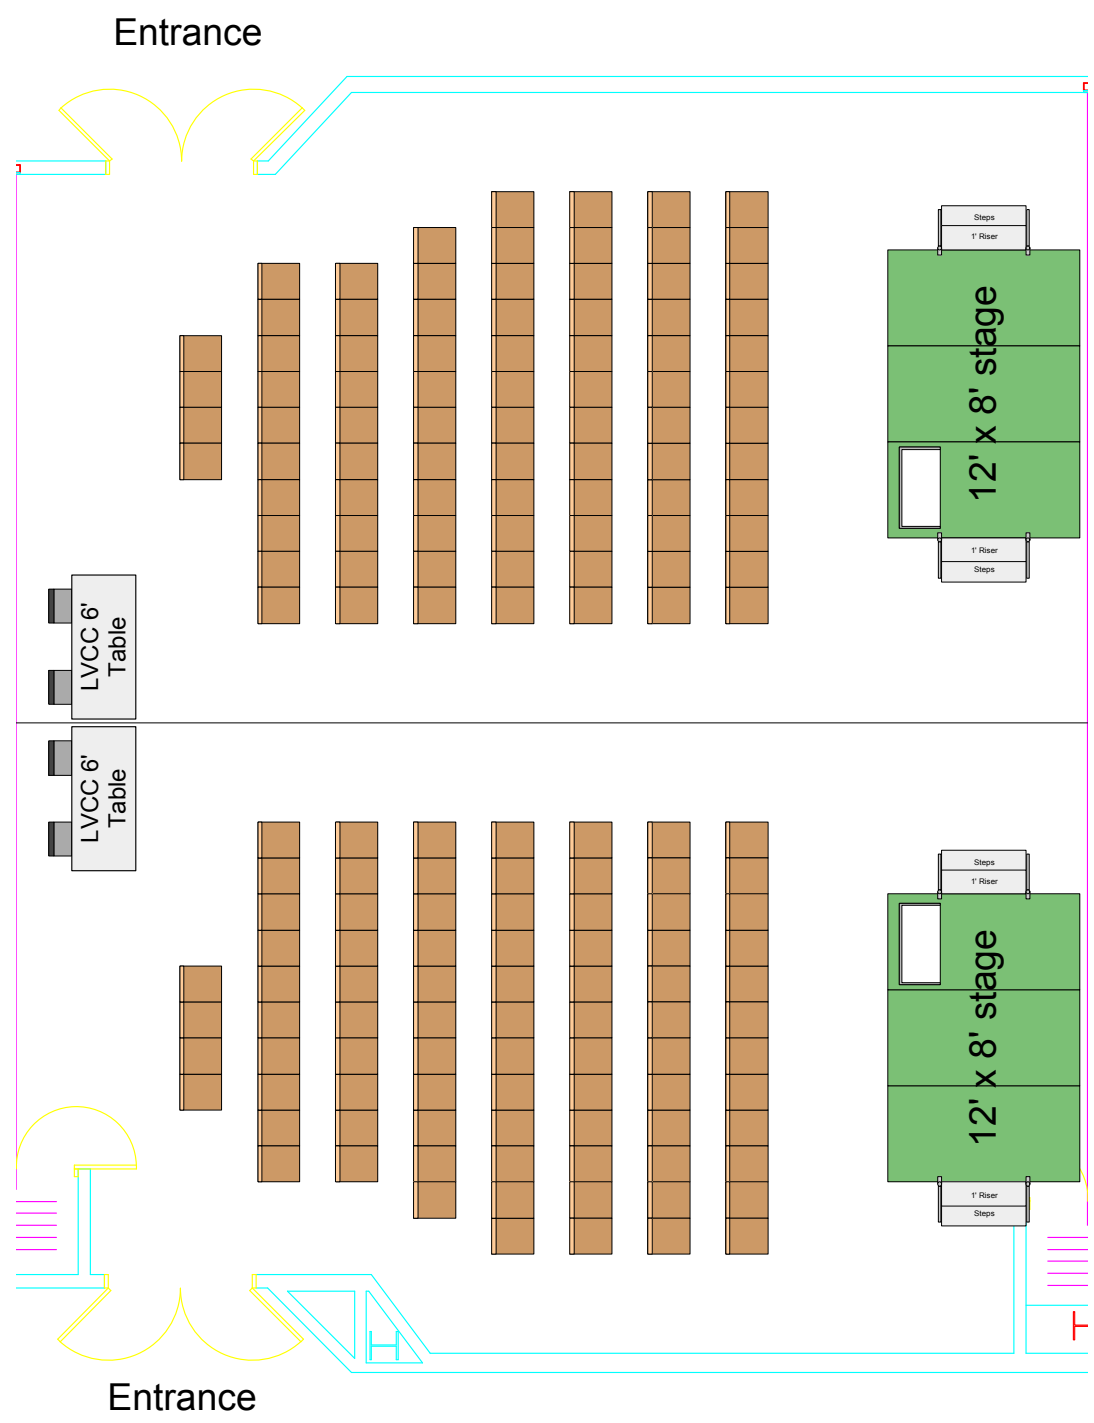 Entrance
Steps
1' Riser
12' x 8' stage
1' Riser
Steps
LVCC 6'
Table
LVCC 6'
Table
Steps
1' Riser
12' x 8' stage
1' Riser
Steps
H
H
Entrance